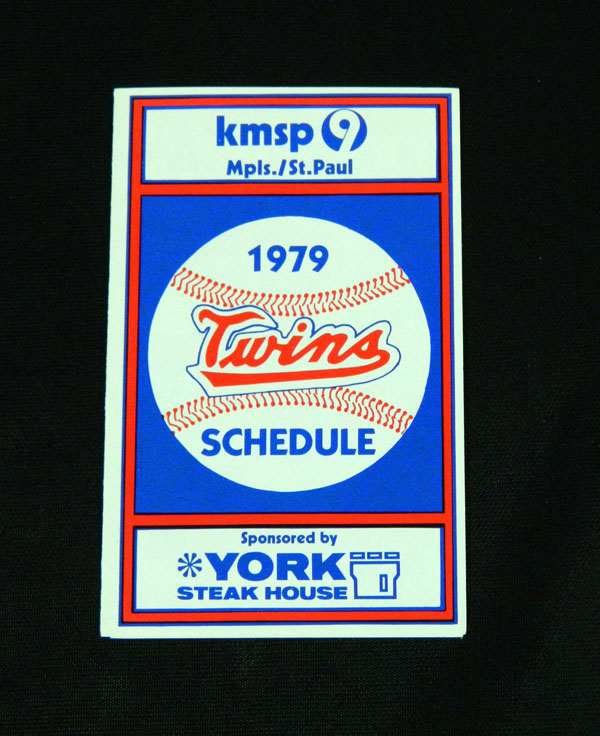 kmsp 9
Mpls./St.Paul
1979
Twins
SCHEDULE
Sponsored by
*YORK
STEAK HOUSE